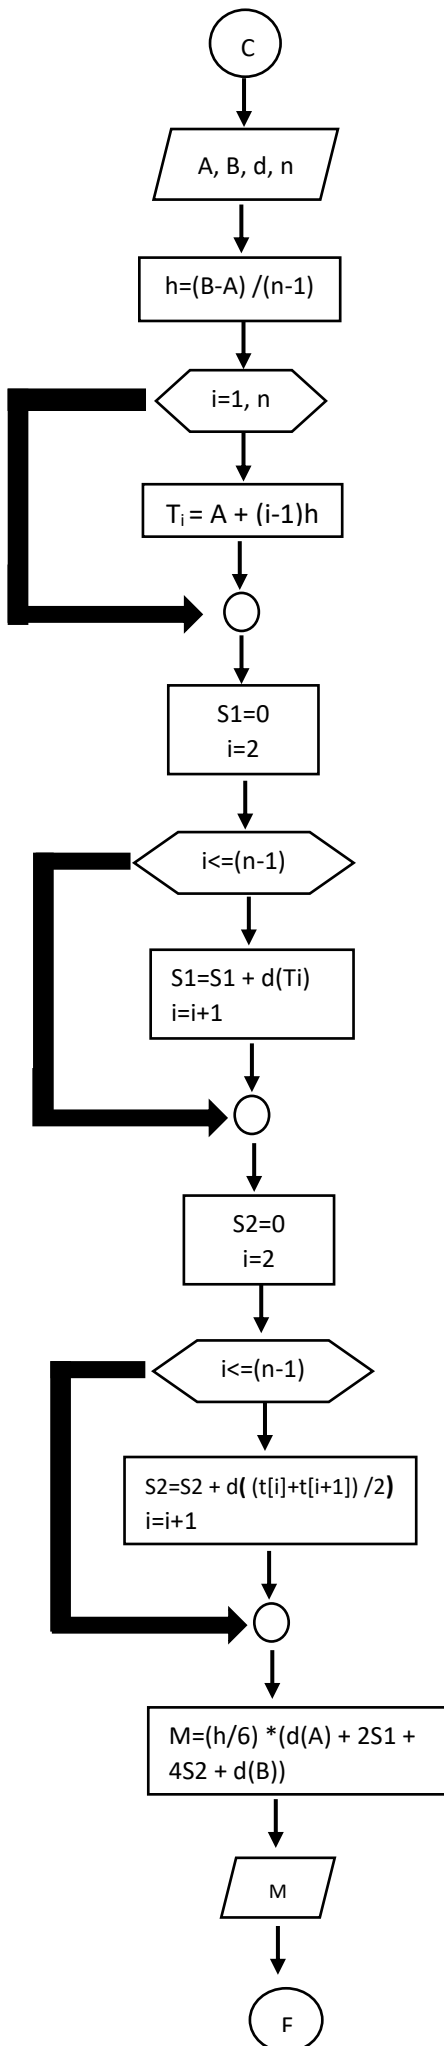 C
A, B, d, n
h=(B-A) /(n-1)
i=1, n
Tᵢ = A + (i-1)h
S1=0
i=2
i<=(n-1)
S1=S1 + d(Ti)
i=i+1
S2=0
i=2
i<=(n-1)
S2=S2 + d( (t[i]+t[i+1]) /2)
i=i+1
M=(h/6) *(d(A) + 2S1 +
4S2 + d(B))
M
F